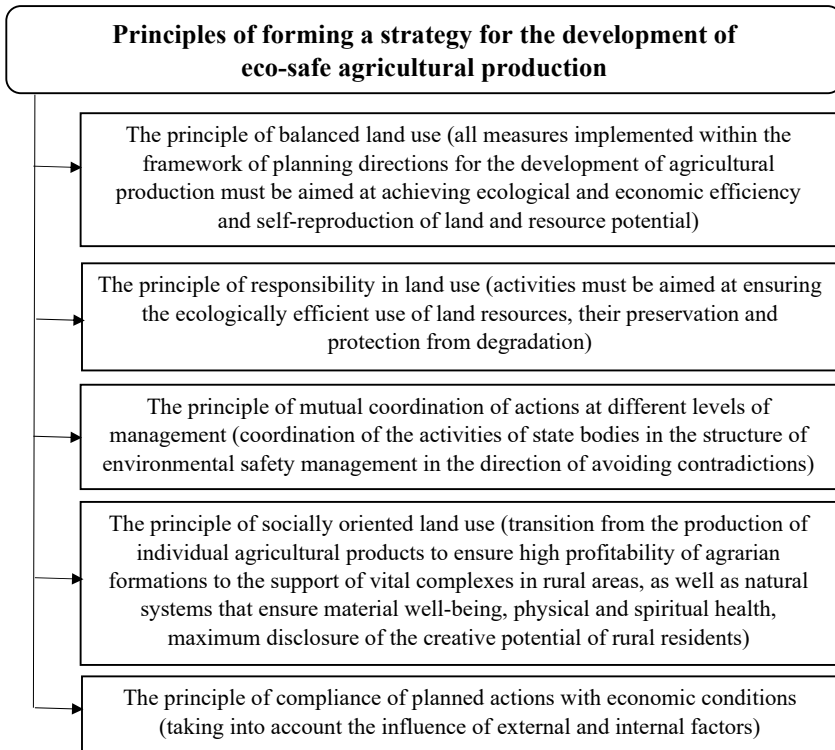 Principles of forming a strategy for the development of
eco-safe agricultural production
The principle of balanced land use (all measures implemented within the
framework of planning directions for the development of agricultural
production must be aimed at achieving ecological and economic efficiency
and self-reproduction of land and resource potential)
The principle of responsibility in land use (activities must be aimed at ensuring
the ecologically efficient use of land resources, their preservation and
protection from degradation)
The principle of mutual coordination of actions at different levels of
management (coordination of the activities of state bodies in the structure of
environmental safety management in the direction of avoiding contradictions)
The principle of socially oriented land use (transition from the production of
individual agricultural products to ensure high profitability of agrarian
formations to the support of vital complexes in rural areas, as well as natural
systems that ensure material well-being, physical and spiritual health,
maximum disclosure of the creative potential of rural residents)
The principle of compliance of planned actions with economic conditions
(taking into account the influence of external and internal factors)